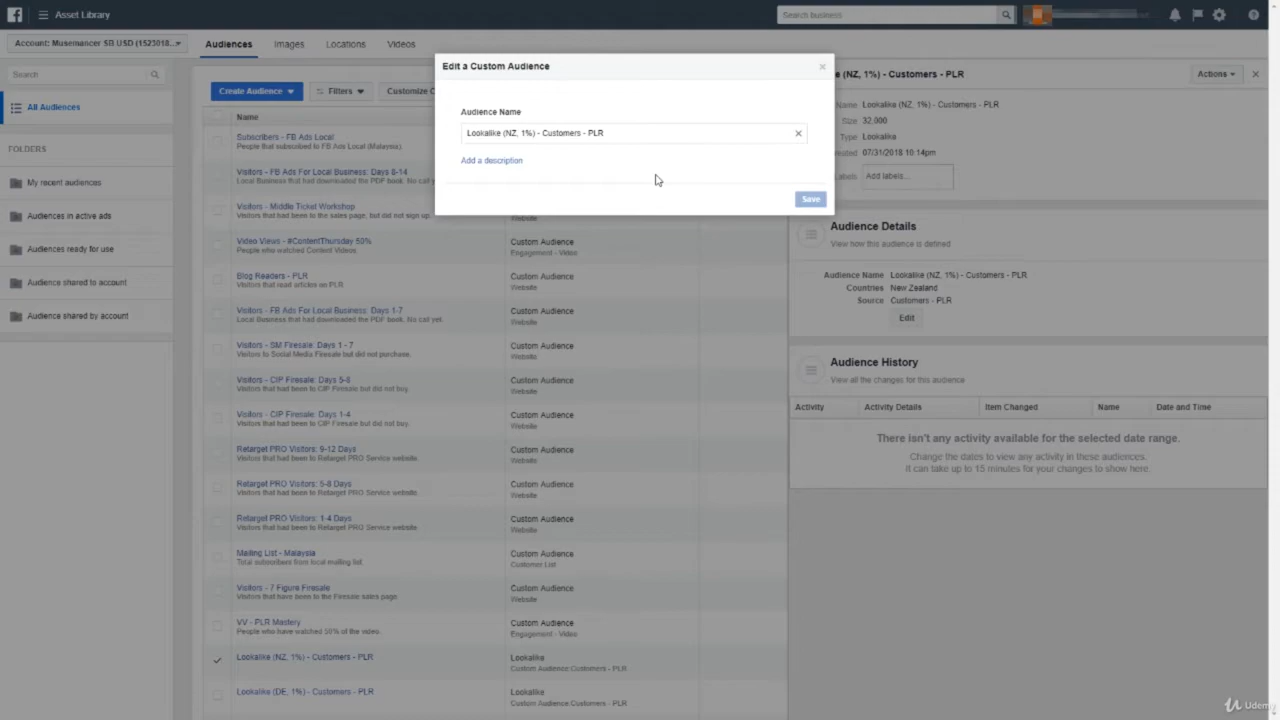 Asset Library
Search business
Account: Musemancer SB USD (1523018...
Audiences
Images
Locations
Videos
Search
All Audiences
FOLDERS
My recent audiences
Audiences in active ads
Audiences ready for use
Audience shared to account
Audience shared by account
Create Audience
Filters
Customize C
Name
Subscribers - FB Ads Local
People that subscribed to FB Ads Local (Malaysia)
Visitors - FB Ads For Local Business: Days 8-14
Local Business that had downloaded the PDF book. No call yet.
Visitors - Middle Ticket Workshop
Visitors that had been to the sales page, but did not sign up.
Website
Video Views - #ContentThursday 50%
People who watched Content Videos
Custom Audience
Engagement - Video
Blog Readers - PLR
Visitors that read articles on PLR.
Custom Audience
Website
Visitors - FB Ads For Local Business: Days 1-7
Local Business that had downloaded the PDF book. No call yet.
Custom Audience
Website
Visitors - SM Firesale: Days 1 - 7
Visitors to Social Media Firesale but did not purchase.
Custom Audience
Website
Visitors - CIP Firesale: Days 5-8
Visitors that had been to CIP Firesale but did not buy.
Custom Audience
Website
Visitors - CIP Firesale: Days 1-4
Visitors that had been to CIP Firesale but did not buy.
Custom Audience
Website
Retarget PRO Visitors: 9-12 Days
Visitors that had been to Retarget PRO Service website.
Custom Audience
Website
Retarget PRO Visitors: 5-8 Days
Visitors that had been to Retarget PRO Service website.
Custom Audience
Website
Retarget PRO Visitors: 1-4 Days
Visitors that had been to Retarget PRO Service website.
Custom Audience
Website
Mailing List - Malaysia
Total subscribers from local mailing list
Custom Audience
Customer List
Visitors - 7 Figure Firesale
Visitors that have been to the Firesale sales page
Custom Audience
Website
VV - PLR Mastery
People who have watched 50% of the video.
Custom Audience
Engagement - Video
Lookalike (NZ, 1%) - Customers - PLR
Lookalike
Custom Audience:Customers - PLR
Lookalike (DE, 1%) - Customers - PLR
Lookalike
Custom Audience:Customers - PLR
Edit a Custom Audience
Audience Name
Lookalike (NZ, 1%) - Customers - PLR
Add a description
Save
e (NZ, 1%) - Customers - PLR
Actions
Name Lookalike (NZ, 1%) - Customers - PLR
Size 32,000
Type Lookalike
eated 07/31/2018 10:14pm
Labels Add labels...
Audience Details
View how this audience is defined
Audience Name Lookalike (NZ, 1%) - Customers - PLR
Countries New Zealand
Source Customers - PLR
Edit
Audience History
View all the changes for this audience
Activity
Activity Details
Item Changed
Name
Date and Time
There isn't any activity available for the selected date range.
Change the dates to view any activity in these audiences.
It can take up to 15 minutes for your changes to show here.
Udemy